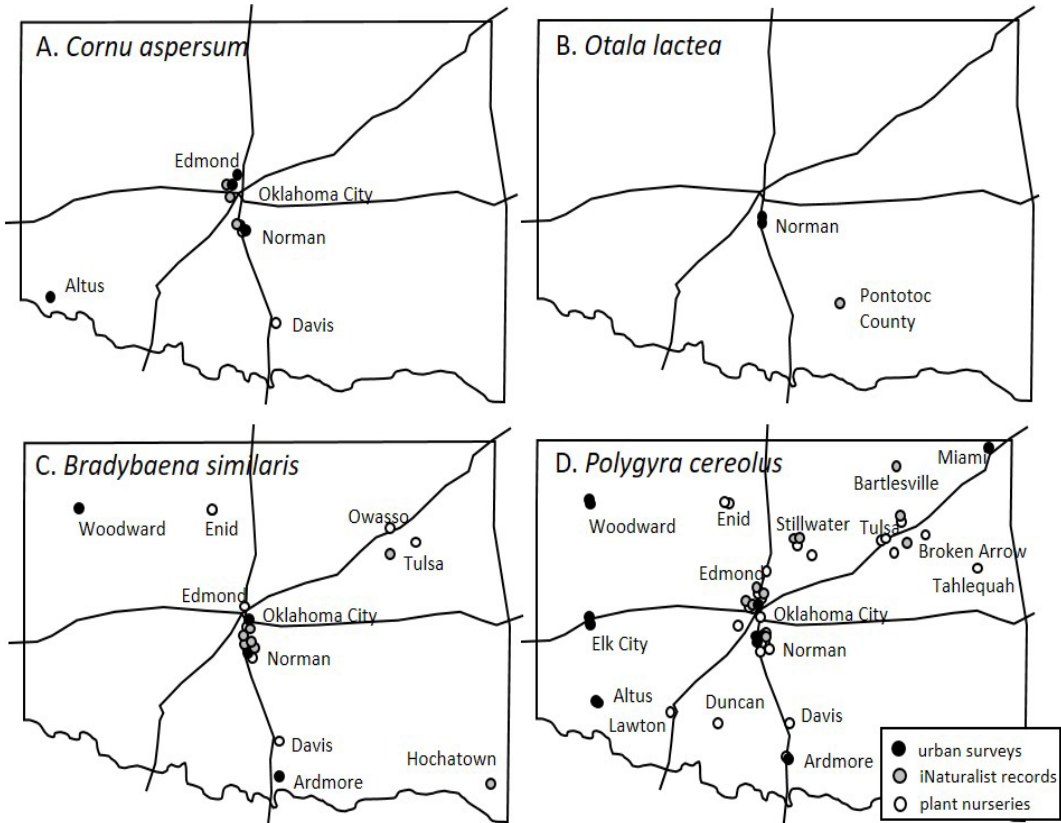 A. Cornu aspersum
Edmond
Oklahoma City
Norman
Altus
Davis
B. Otala lactea
Norman
Pontotoc
County
C. Bradybaena similaris
Woodward
Enid
Owasso
Tulsa
Edmond
Oklahoma City
Norman
Davis
Ardmore
Hochatown
D. Polygyra cereolus
Miami
Bartlesville
Woodward
Enid
Stillwater
Tulsa
Broken Arrow
Edmond
Tahlequah
Oklahoma City
Elk City
Norman
Altus
Lawton
Duncan
Davis
Ardmore
urban surveys
iNaturalist records
plant nurseries